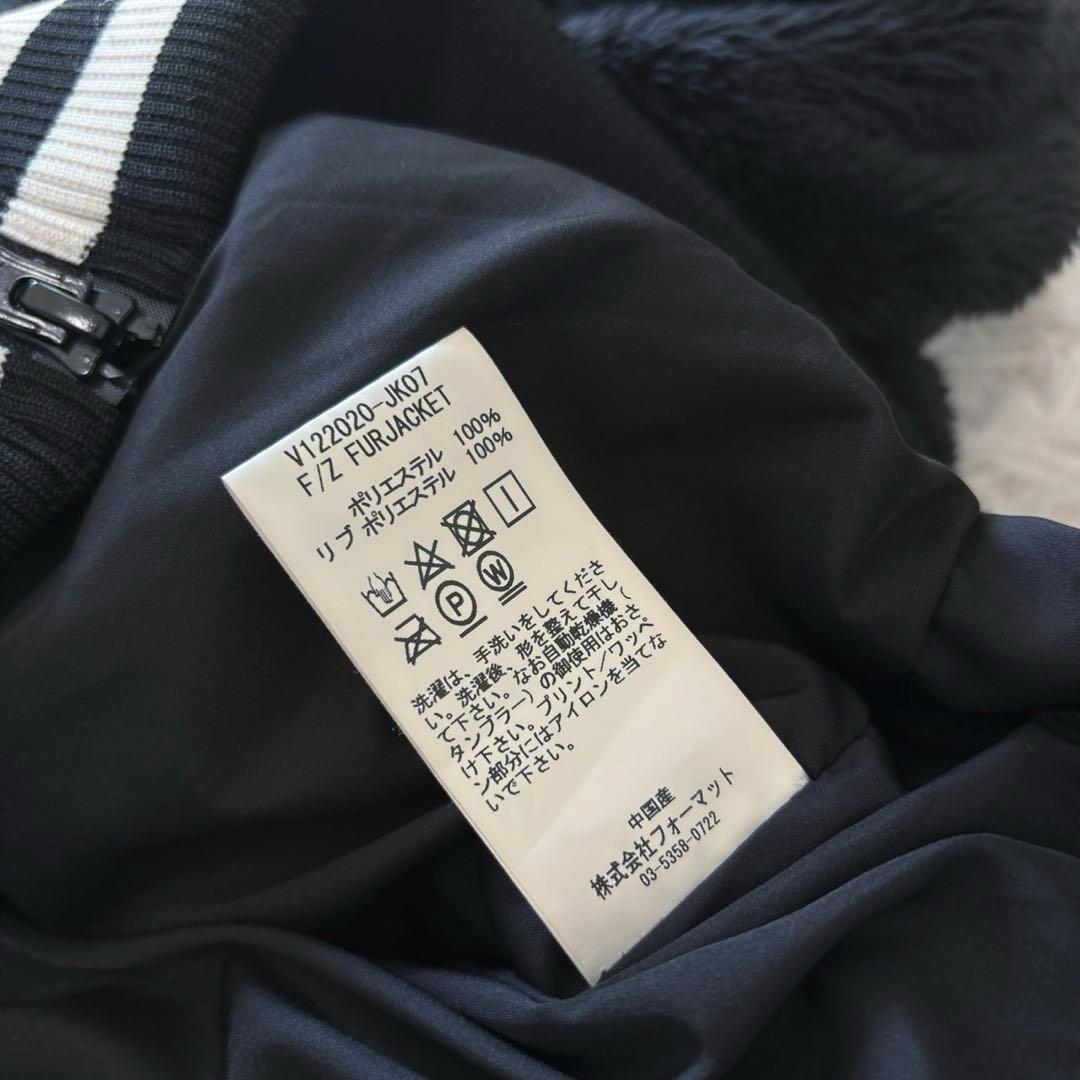 V122020-JK07
F/Z FURJACKET
ポリエステル 100%
リブ ポリエステル 100%
P W
洗濯は、手洗いをしてくださ
い。洗濯後、形を整えて干し
て下さい。なお自動乾燥機(
タンブラー)の御使用はおさ
け下さい。プリント/ワッペ
ン部分にはアイロンを当てな
いで下さい。
中国産
株式会社フォーマット
03-5358-0722